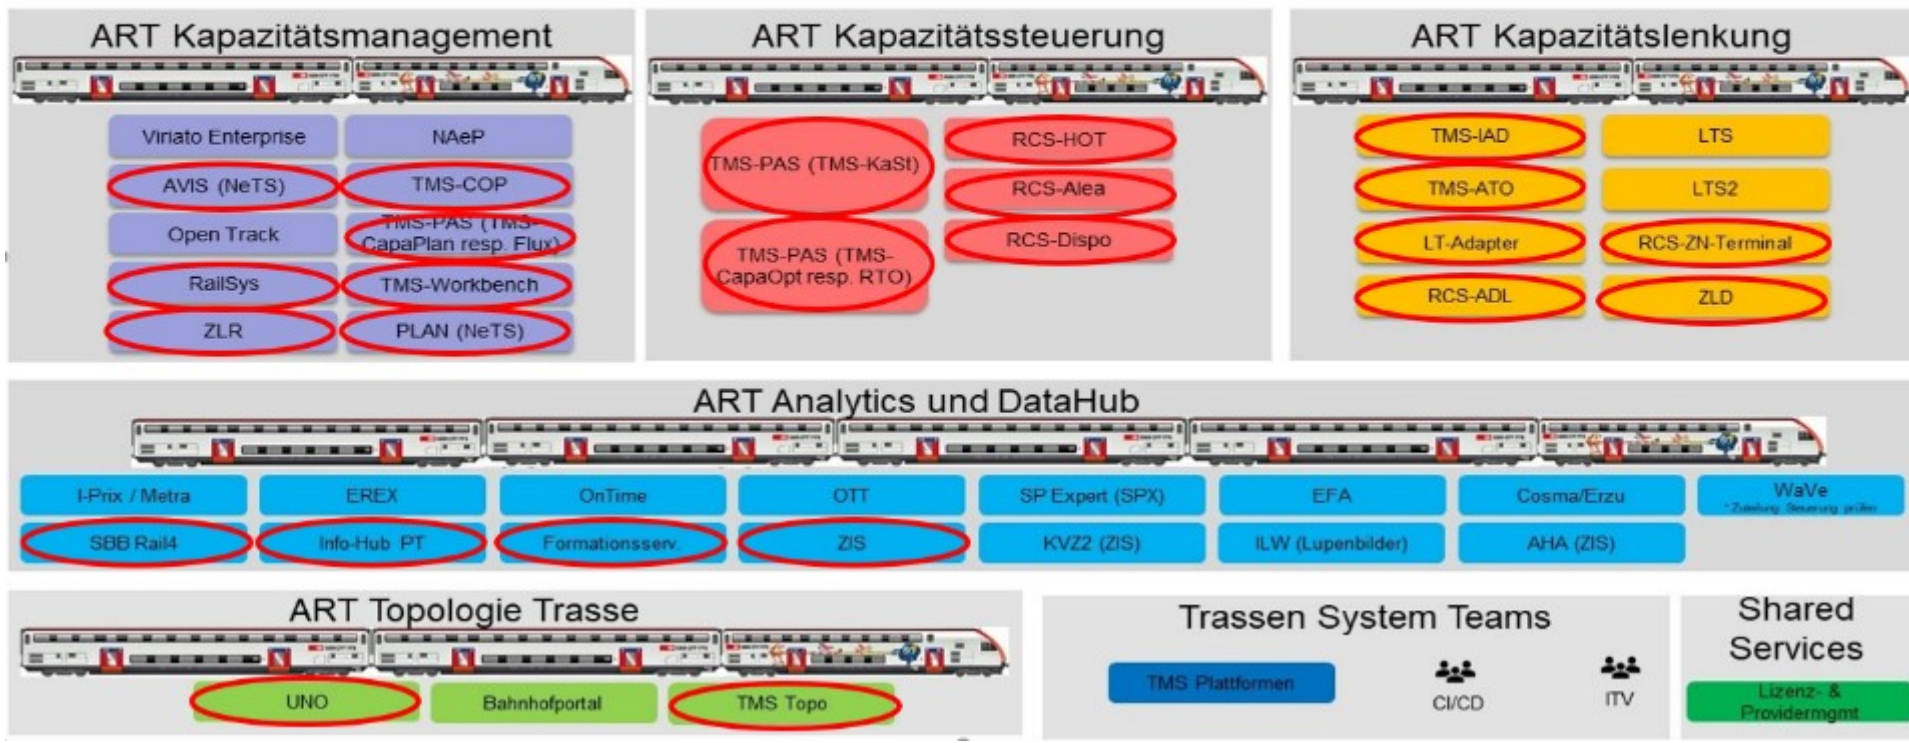 ART Kapazitätsmanagement
Viriato Enterprise
NAeP
AVIS (NeTS)
TMS-COP
Open Track
TMS-PAS (TMS-
CapaPlan resp. Flux)
RailSys
TMS-Workbench
ZLR
PLAN (NeTS)
ART Kapazitätssteuerung
TMS-PAS (TMS-KaSt)
RCS-HOT
RCS-Alea
TMS-PAS (TMS-
CapaOpt resp. RTO)
RCS-Dispo
ART Kapazitätslenkung
TMS-IAD
LTS
TMS-ATO
LTS2
LT-Adapter
RCS-ZN-Terminal
RCS-ADL
ZLD
ART Analytics und DataHub
I-Prix / Metra
EREX
OnTime
OTT
SP Expert (SPX)
EFA
Cosma/Erzu
WaVe
* Zuteilung Steuerung prüfen
SBB Rail4
Info-Hub PT
Formationsserv.
ZIS
KVZ2 (ZIS)
ILW (Lupenbilder)
AHA (ZIS)
ART Topologie Trasse
UNO
Bahnhofportal
TMS Topo
Trassen System Teams
TMS Plattformen
CI/CD
ITV
Shared
Services
Lizenz- &
Providermgmt